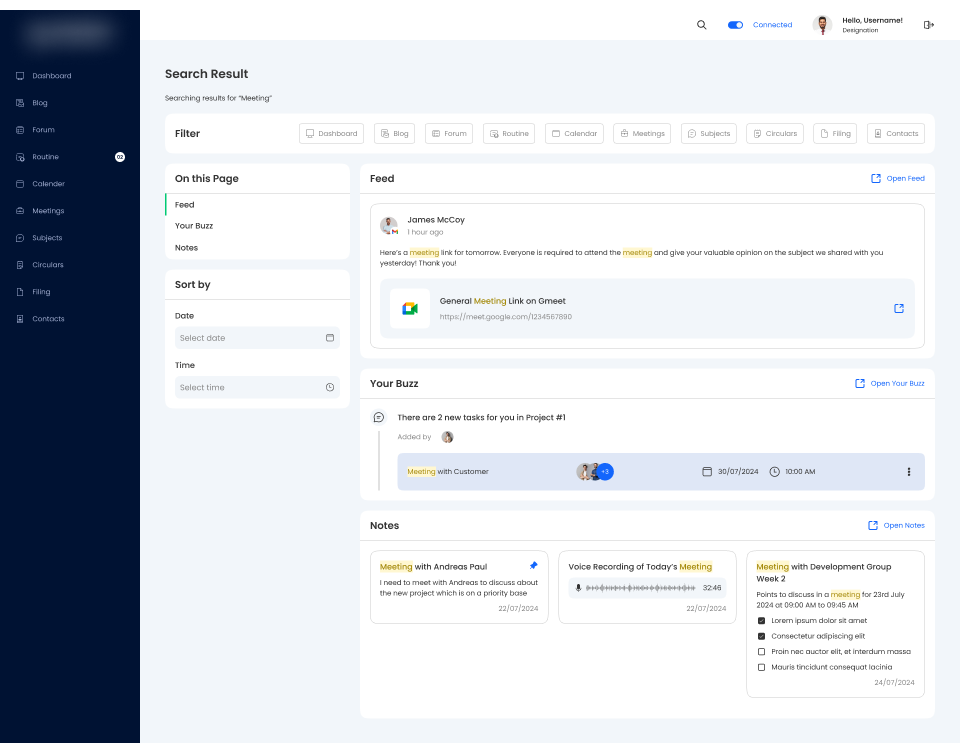 Connected
Hello, Username!
Designation
Dashboard
Blog
Forum
Routine
02
Calender
Meetings
Subjects
Circulars
Filing
Contacts
Search Result
Searching results for "Meeting"
Filter
Dashboard
Blog
Forum
Routine
Calendar
Meetings
Subjects
Circulars
Filing
Contacts
On this Page
Feed
Your Buzz
Notes
Sort by
Date
Select date
Time
Select time
Feed
Open Feed
James McCoy
1 hour ago
Here's a meeting link for tomorrow. Everyone is required to attend the meeting and give your valuable opinion on the subject we shared with you
yesterday! Thank you!
General Meeting Link on Gmeet
https://meet.google.com/1234567890
Your Buzz
Open Your Buzz
There are 2 new tasks for you in Project #1
Added by
Meeting with Customer
+3
30/07/2024
10:00 AM
Notes
Open Notes
Meeting with Andreas Paul
I need to meet with Andreas to discuss about
the new project which is on a priority base
22/07/2024
Voice Recording of Today's Meeting
32:46
22/07/2024
Meeting with Development Group
Week 2
Points to discuss in a meeting for 23rd July
2024 at 09:00 AM to 09:45 AM
Lorem ipsum dolor sit amet
Consectetur adipiscing elit
Proin nec auctor elit, et interdum massa
Mauris tincidunt consequat lacinia
24/07/2024